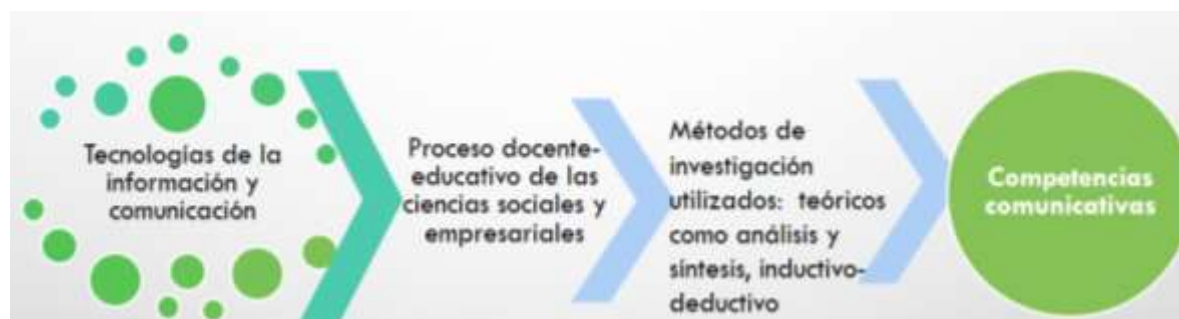 Tecnologías de la
información y
comunicación
Proceso docente-
educativo de las
ciencias sociales y
empresariales
Métodos de
investigación
utilizados: teóricos
como análisis y
síntesis, inductivo-
deductivo
Competencias
comunicativas